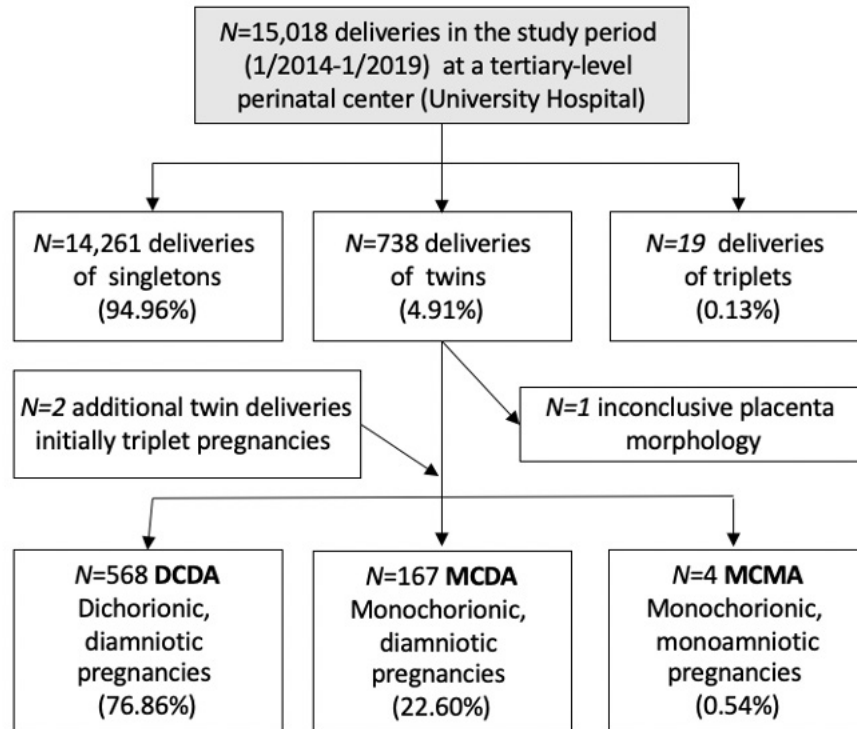 N=15,018 deliveries in the study period
(1/2014-1/2019) at a tertiary-level
perinatal center (University Hospital)
N=14,261 deliveries
of singletons
(94.96%)
N=738 deliveries
of twins
(4.91%)
N=19 deliveries
of triplets
(0.13%)
N=2 additional twin deliveries
initially triplet pregnancies
N=1 inconclusive placenta
morphology
N=568 DCDA
Dichorionic,
diamniotic
pregnancies
(76.86%)
N=167 MCDA
Monochorionic,
diamniotic
pregnancies
(22.60%)
N=4 MCMA
Monochorionic,
monoamniotic
pregnancies
(0.54%)